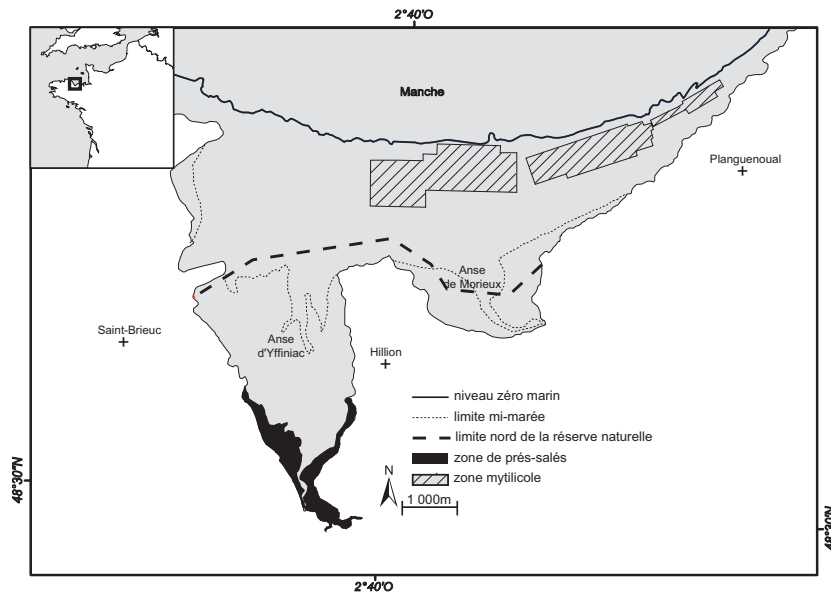 2°40'O
Manche
Planguenoual
Anse
de Morieux
Saint-Brieuc
Anse
d'Yffiniac
Hillion
niveau zéro marin
limite mi-marée
limite nord de la réserve naturelle
zone de prés-salés
zone mytilicole
N
1 000m
48°30'N
48°30'N
2°40'O